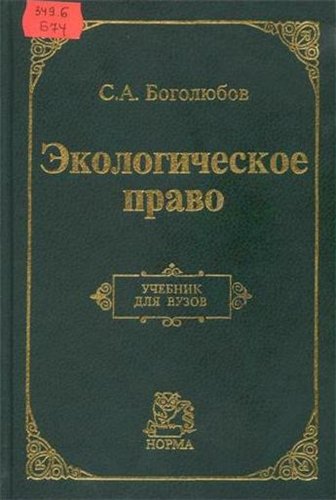 349.6
Б74
С.А. Боголюбов
Экологическое
право
УЧЕБНИК
ДЛЯ ВУЗОВ
НОРМА